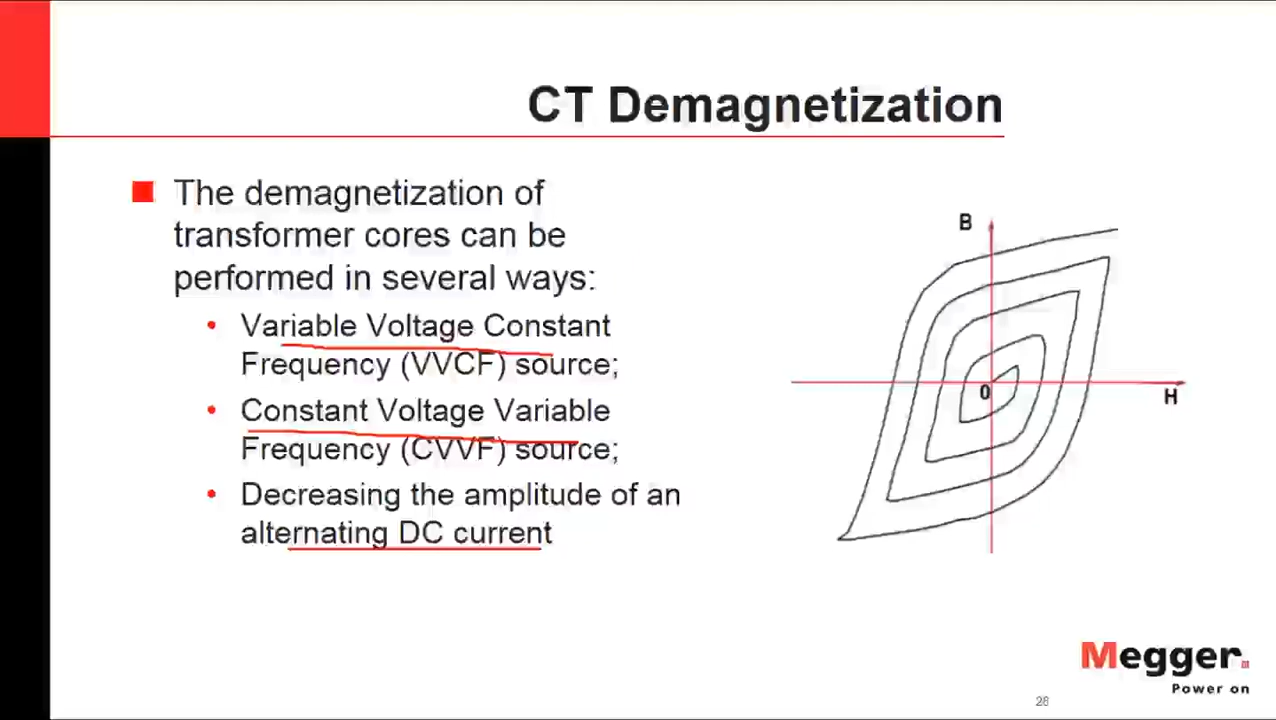 CT Demagnetization
The demagnetization of
transformer cores can be
performed in several ways:
• Variable Voltage Constant
Frequency (VVCF) source;
• Constant Voltage Variable
Frequency (CVVF) source;
• Decreasing the amplitude of an
alternating DC current
B
0
H
Megger
Power on